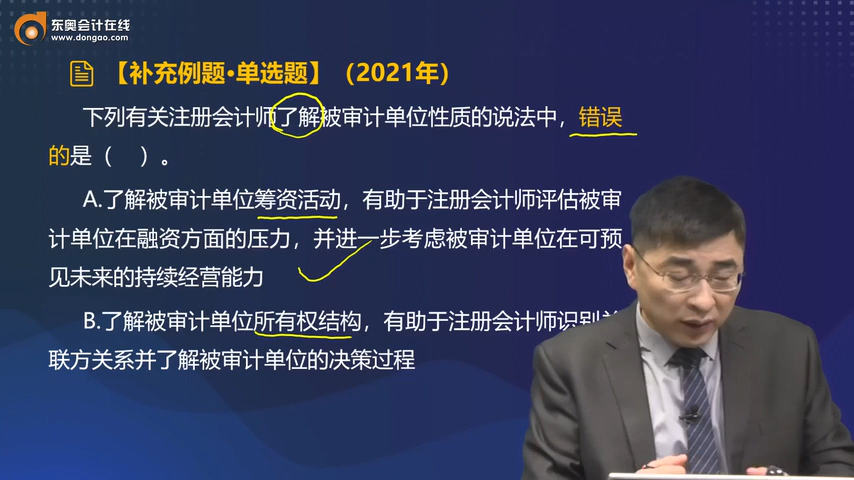 东奥会计在线
www.dongao.com
【补充例题•单选题】（2021年）
下列有关注册会计师了解被审计单位性质的说法中，错误
的是（ ）。
A.了解被审计单位筹资活动，有助于注册会计师评估被审
计单位在融资方面的压力，并进一步考虑被审计单位在可预
见未来的持续经营能力
B.了解被审计单位所有权结构，有助于注册会计师识别
联方关系并了解被审计单位的决策过程